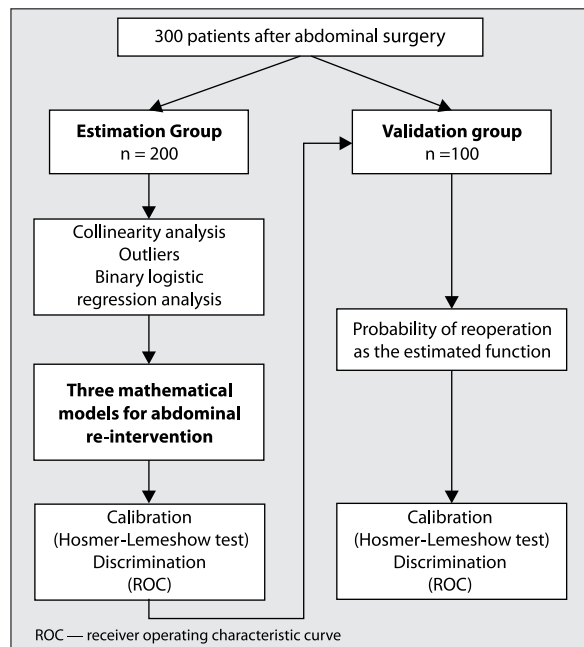 300 patients after abdominal surgery
Estimation Group
n = 200
Collinearity analysis
Outliers
Binary logistic
regression analysis
Three mathematical
models for abdominal
re-intervention
Calibration
(Hosmer-Lemeshow test)
Discrimination
(ROC)
Validation group
n =100
Probability of reoperation
as the estimated function
Calibration
(Hosmer-Lemeshow test)
Discrimination
(ROC)
ROC — receiver operating characteristic curve